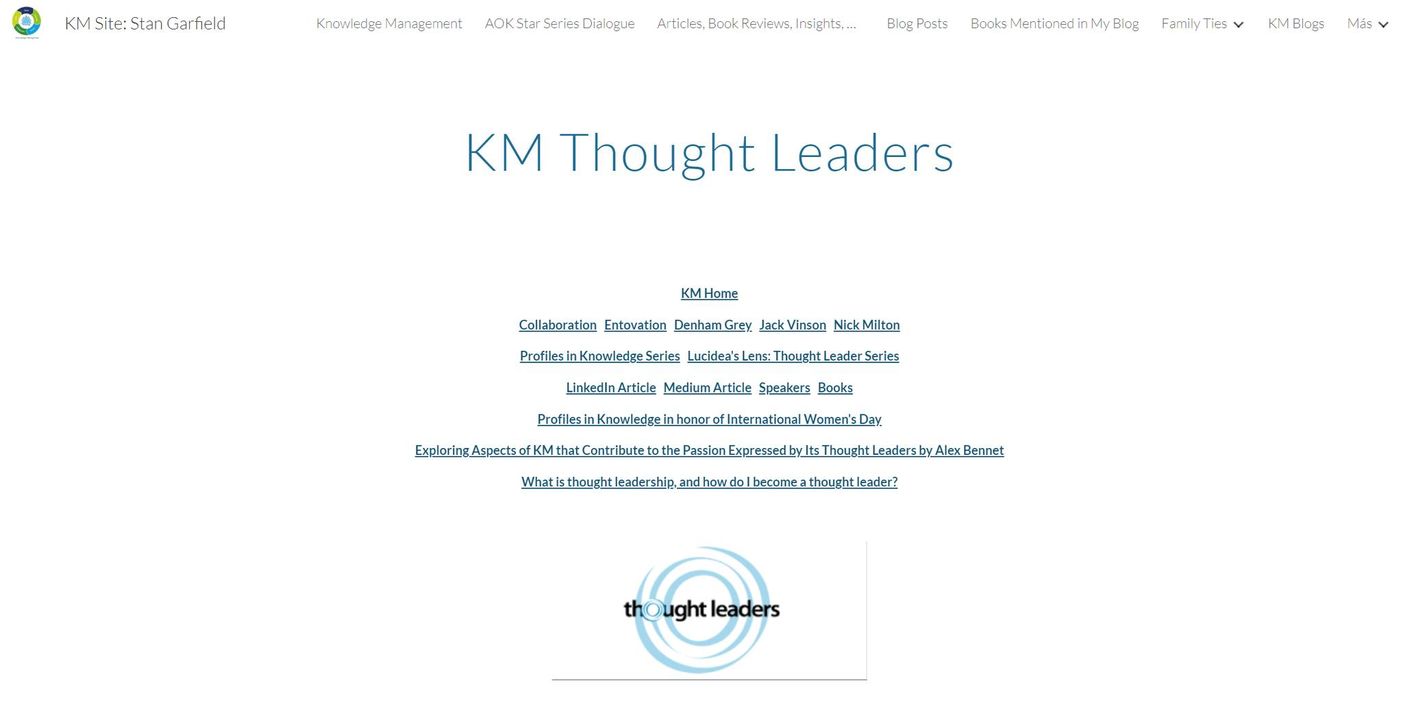 KM Site: Stan Garfield Knowledge Management AOK Star Series Dialogue Articles, Book Reviews, Insights, ... Blog Posts Books Mentioned in My Blog Family Ties KM Blogs Más
KM Thought Leaders
KM Home
Collaboration Entovation Denham Grey Jack Vinson Nick Milton
Profiles in Knowledge Series Lucidea's Lens: Thought Leader Series
LinkedIn Article Medium Article Speakers Books
Profiles in Knowledge in honor of International Women's Day
Exploring Aspects of KM that Contribute to the Passion Expressed by Its Thought Leaders by Alex Bennet
What is thought leadership, and how do I become a thought leader?
thought leaders